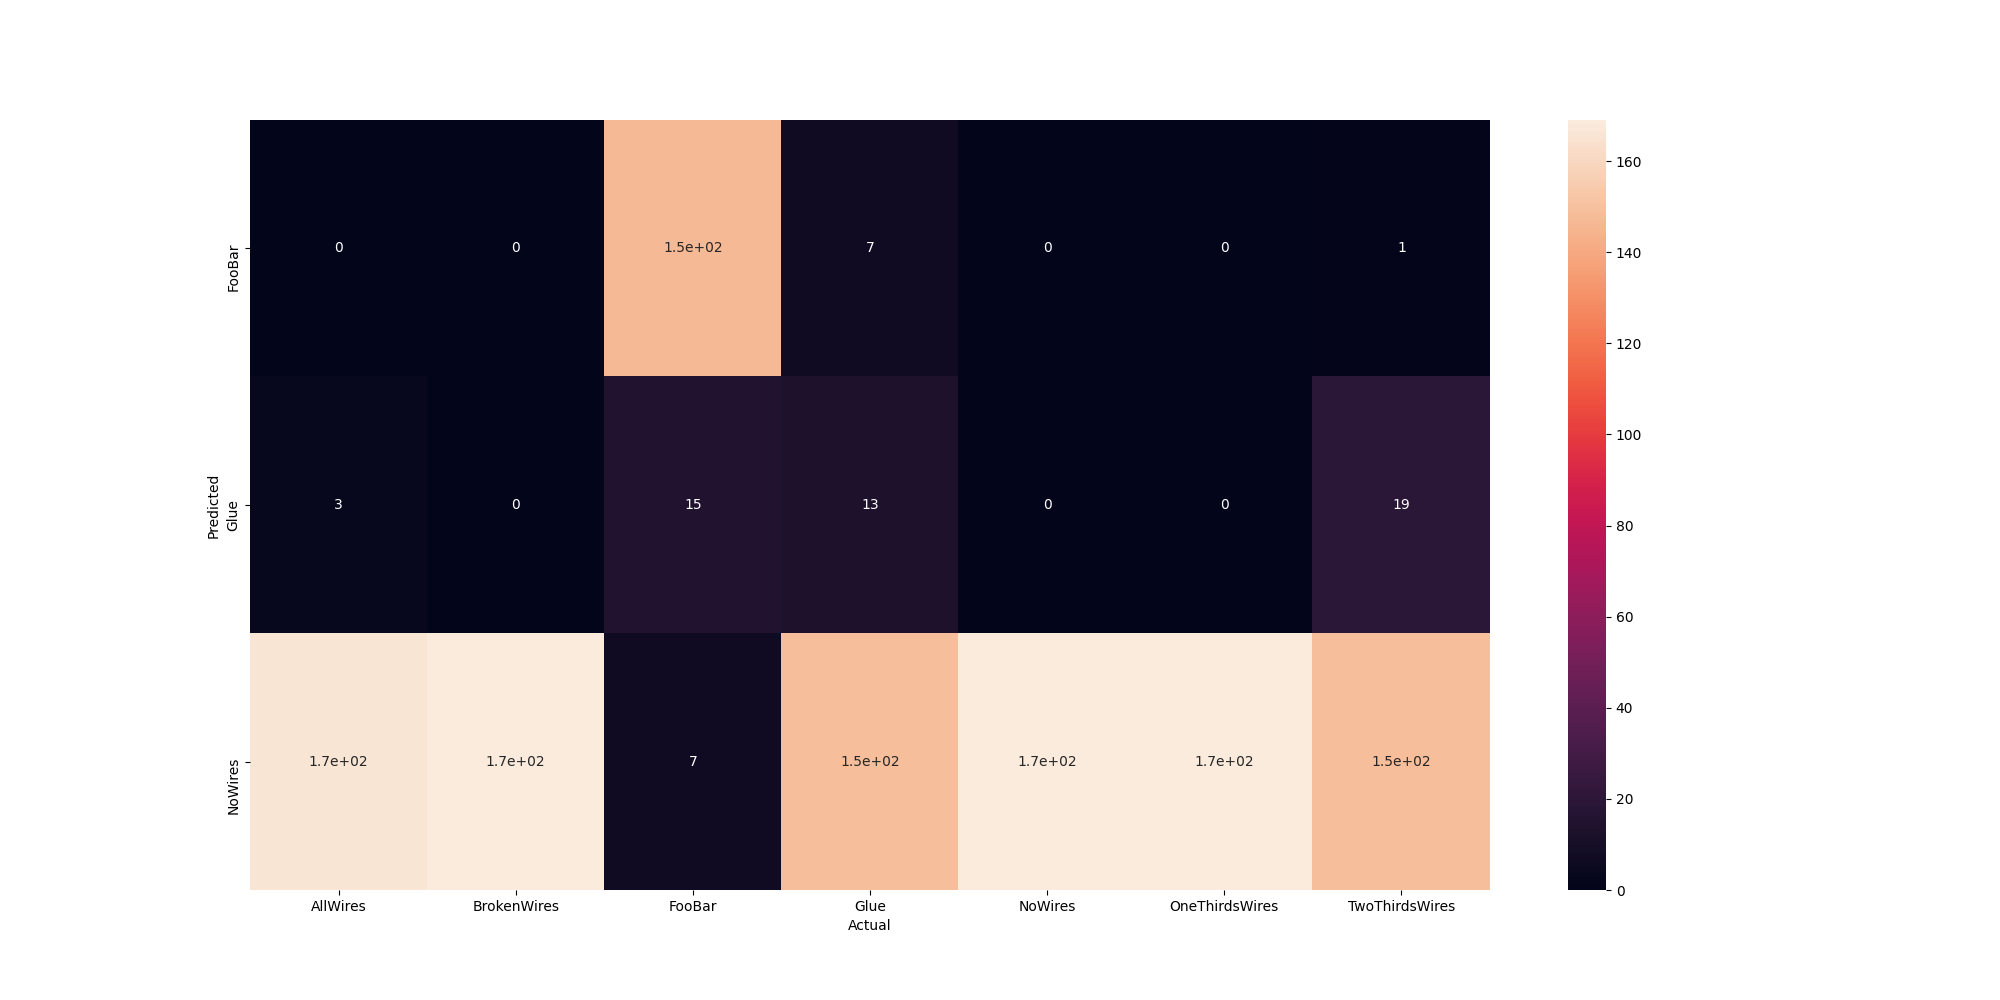 0 0 1.5e+02 7 0 0 1
FooBar
3 0 15 13 0 0 19
Predicted
Glue
1.7e+02 1.7e+02 7 1.5e+02 1.7e+02 1.7e+02 1.5e+02
NoWires
AllWires BrokenWires FooBar Glue NoWires OneThirdsWires TwoThirdsWires
Actual
160
140
120
100
80
60
40
20
0